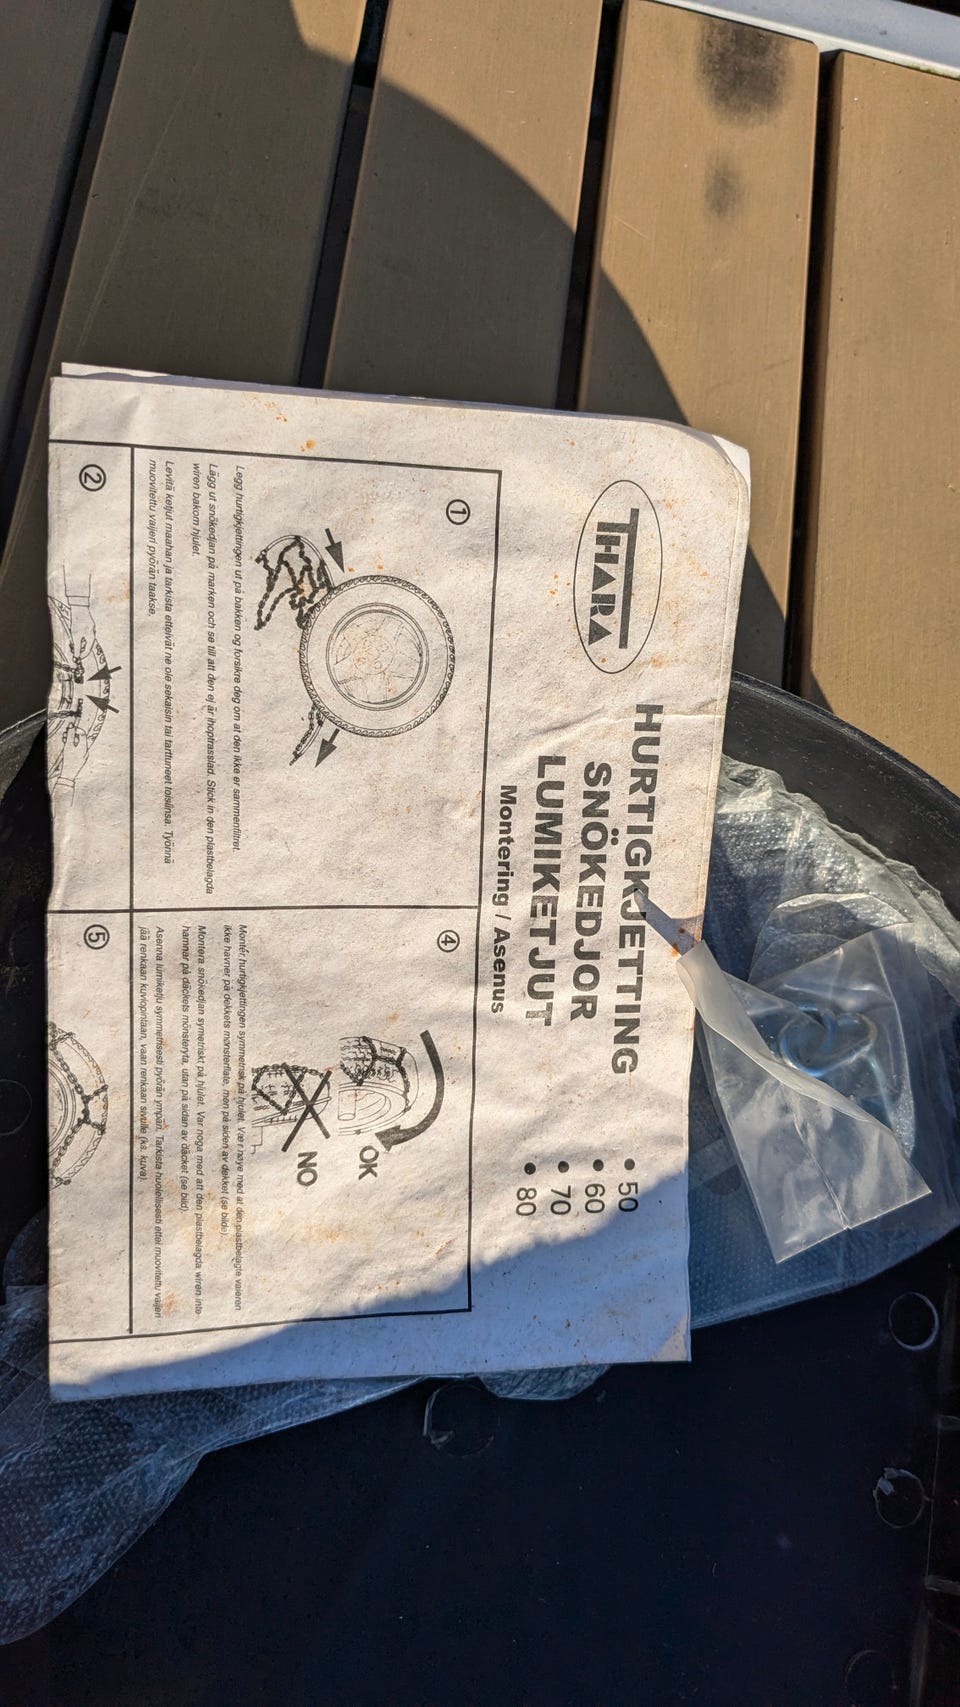 THARA
HURTIGKJETTING
SNÖKEDJOR
LUMIKETJUT
Montering / Asenus
• 50
• 60
• 70
• 80
1
Legg hurtigkjettingen ut på bakken og forsikre deg om at den ikke er sammenfiltret.
Lägg ut snökedjan på marken och se till att den ej är ihoptrasslad. Stick in den plastbelagda
wiren bakom hjulet.
Levitä ketjut maahan ja tarkista etteivät ne ole sekaisin tai tarttuneet toisiinsa. Työnnä
muovitettu vaijeri pyörän taakse.
4
OK
NO
Montér hurtigkjettingen symmetrisk på hjulet. Vær nøye med at den plastbelagte vaieren
ikke havner på dekkets mønsterflate, men på siden av dekket (se bilde).
Montera snökedjan symetriskt på hjulet. Var noga med att den plastbelagda wiren inte
hamnar på däckets mönsteryta, utan på sidan av däcket (se bild).
Asenna lumiketju symmetrisesti pyörän ympäri. Tarkista huolellisesti ettei muovitettu vaijeri
jää renkaan kuviopintaan, vaan renkaan sivulle (ks. kuva).
2
5